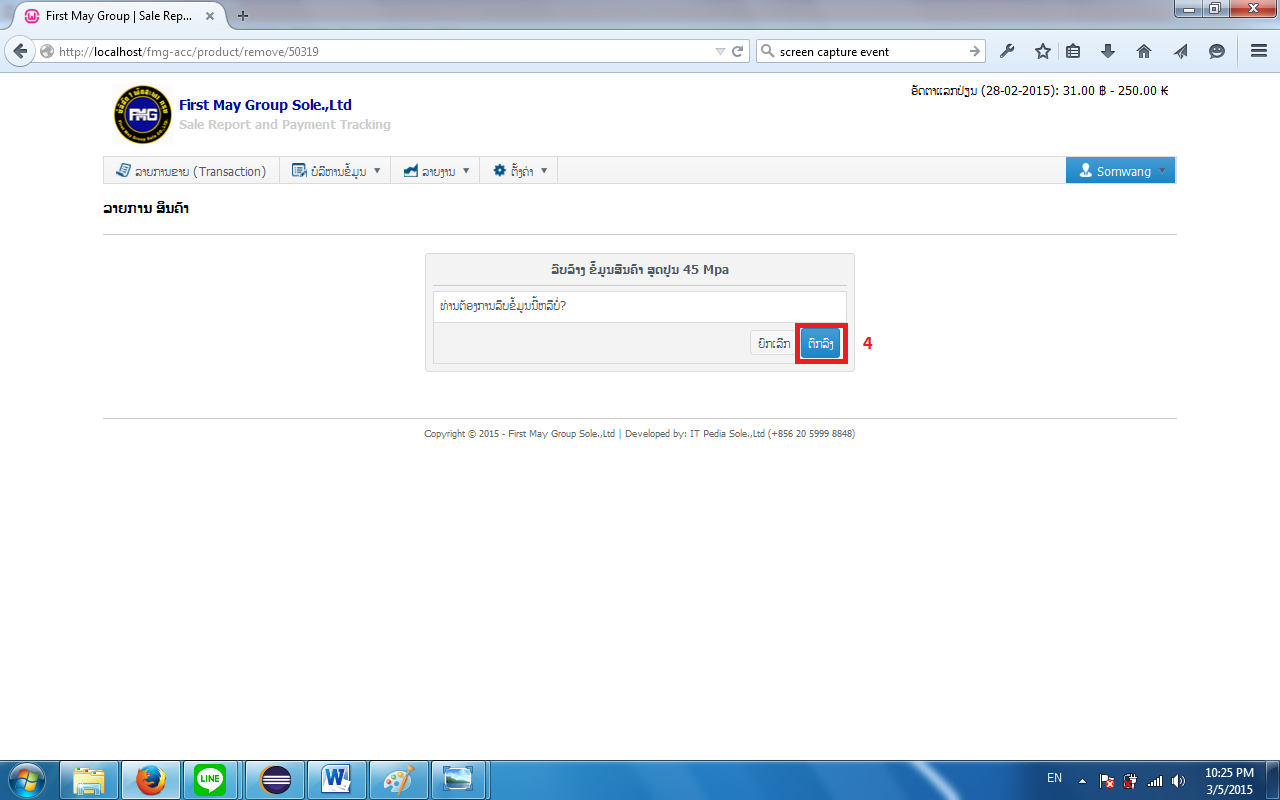 First May Group | Sale Rep...
http://localhost/fmg-acc/product/remove/50319
screen capture event
FMG
First May Group Sole.,Ltd
Sale Report and Payment Tracking
ອັດຕາແລກປ່ຽນ (28-02-2015): 31.00 ฿ - 250.00 ₭
ລາຍການຂາຍ (Transaction)
ບໍລິຫານຂໍ້ມູນ
ລາຍງານ
ຕັ້ງຄ່າ
Somwang
ລາຍການ ສິນຄ້າ
ລຶບລ້າງ ຂໍ້ມູນສິນຄ້າ ສູດປູນ 45 Mpa
ທ່ານຕ້ອງການລຶບຂໍ້ມູນນີ້ຫລືບໍ່?
ຍົກເລີກ
ຕົກລົງ
4
Copyright © 2015 - First May Group Sole.,Ltd | Developed by: IT Pedia Sole.,Ltd (+856 20 5999 8848)
LINE
EN
10:25 PM
3/5/2015